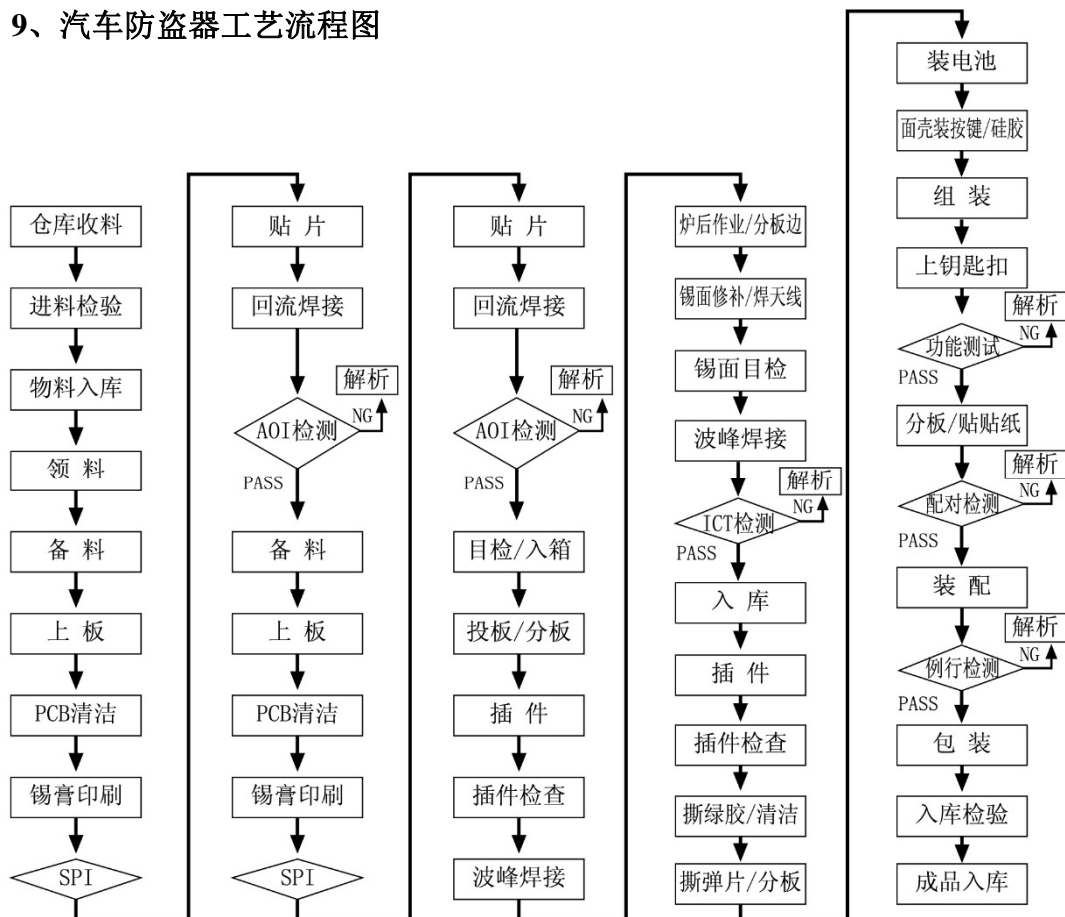 9、汽车防盗器工艺流程图
仓库收料
进料检验
物料入库
领 料
备 料
上 板
PCB清洁
锡膏印刷
SPI
贴 片
回流焊接
解析
AOI检测
NG
PASS
备 料
上 板
PCB清洁
锡膏印刷
SPI
贴 片
回流焊接
解析
AOI检测
NG
PASS
目检/入箱
投板/分板
插 件
插件检查
波峰焊接
炉后作业/分板边
锡面修补/焊天线
锡面目检
波峰焊接
解析
ICT检测
NG
PASS
入 库
插 件
插件检查
撕绿胶/清洁
撕弹片/分板
装电池
面壳装按键/硅胶
组 装
上钥匙扣
解析
功能测试
NG
PASS
分板/贴贴纸
解析
配对检测
NG
PASS
装 配
解析
例行检测
NG
PASS
包 装
入库检验
成品入库